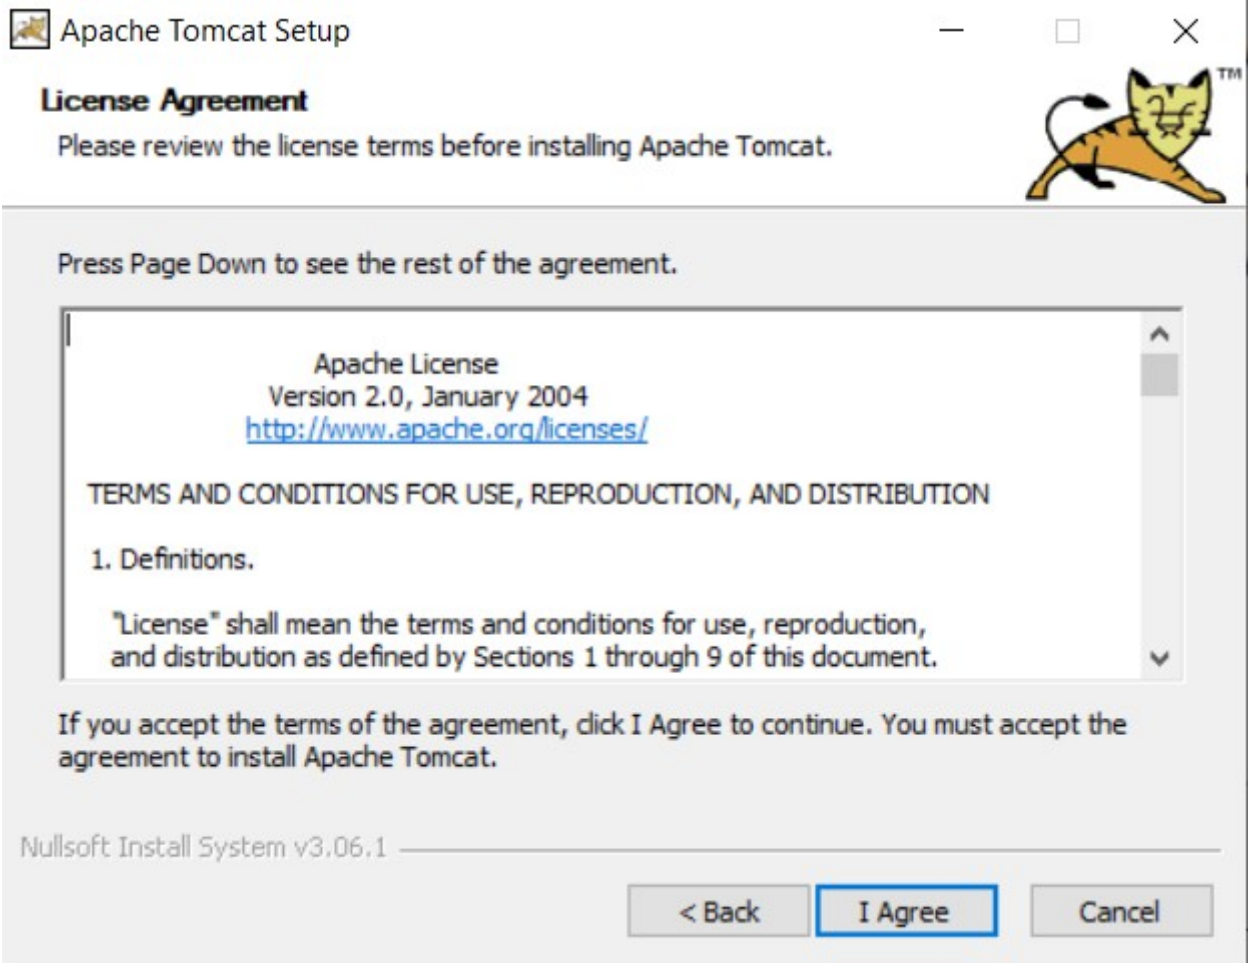 Apache Tomcat Setup
TM
License Agreement
Please review the license terms before installing Apache Tomcat.
Press Page Down to see the rest of the agreement.
Apache License
Version 2.0, January 2004
http://www.apache.org/licenses/
TERMS AND CONDITIONS FOR USE, REPRODUCTION, AND DISTRIBUTION
1. Definitions.
"License" shall mean the terms and conditions for use, reproduction,
and distribution as defined by Sections 1 through 9 of this document.
If you accept the terms of the agreement, click I Agree to continue. You must accept the
agreement to install Apache Tomcat.
Nullsoft Install System v3.06.1
< Back
I Agree
Cancel